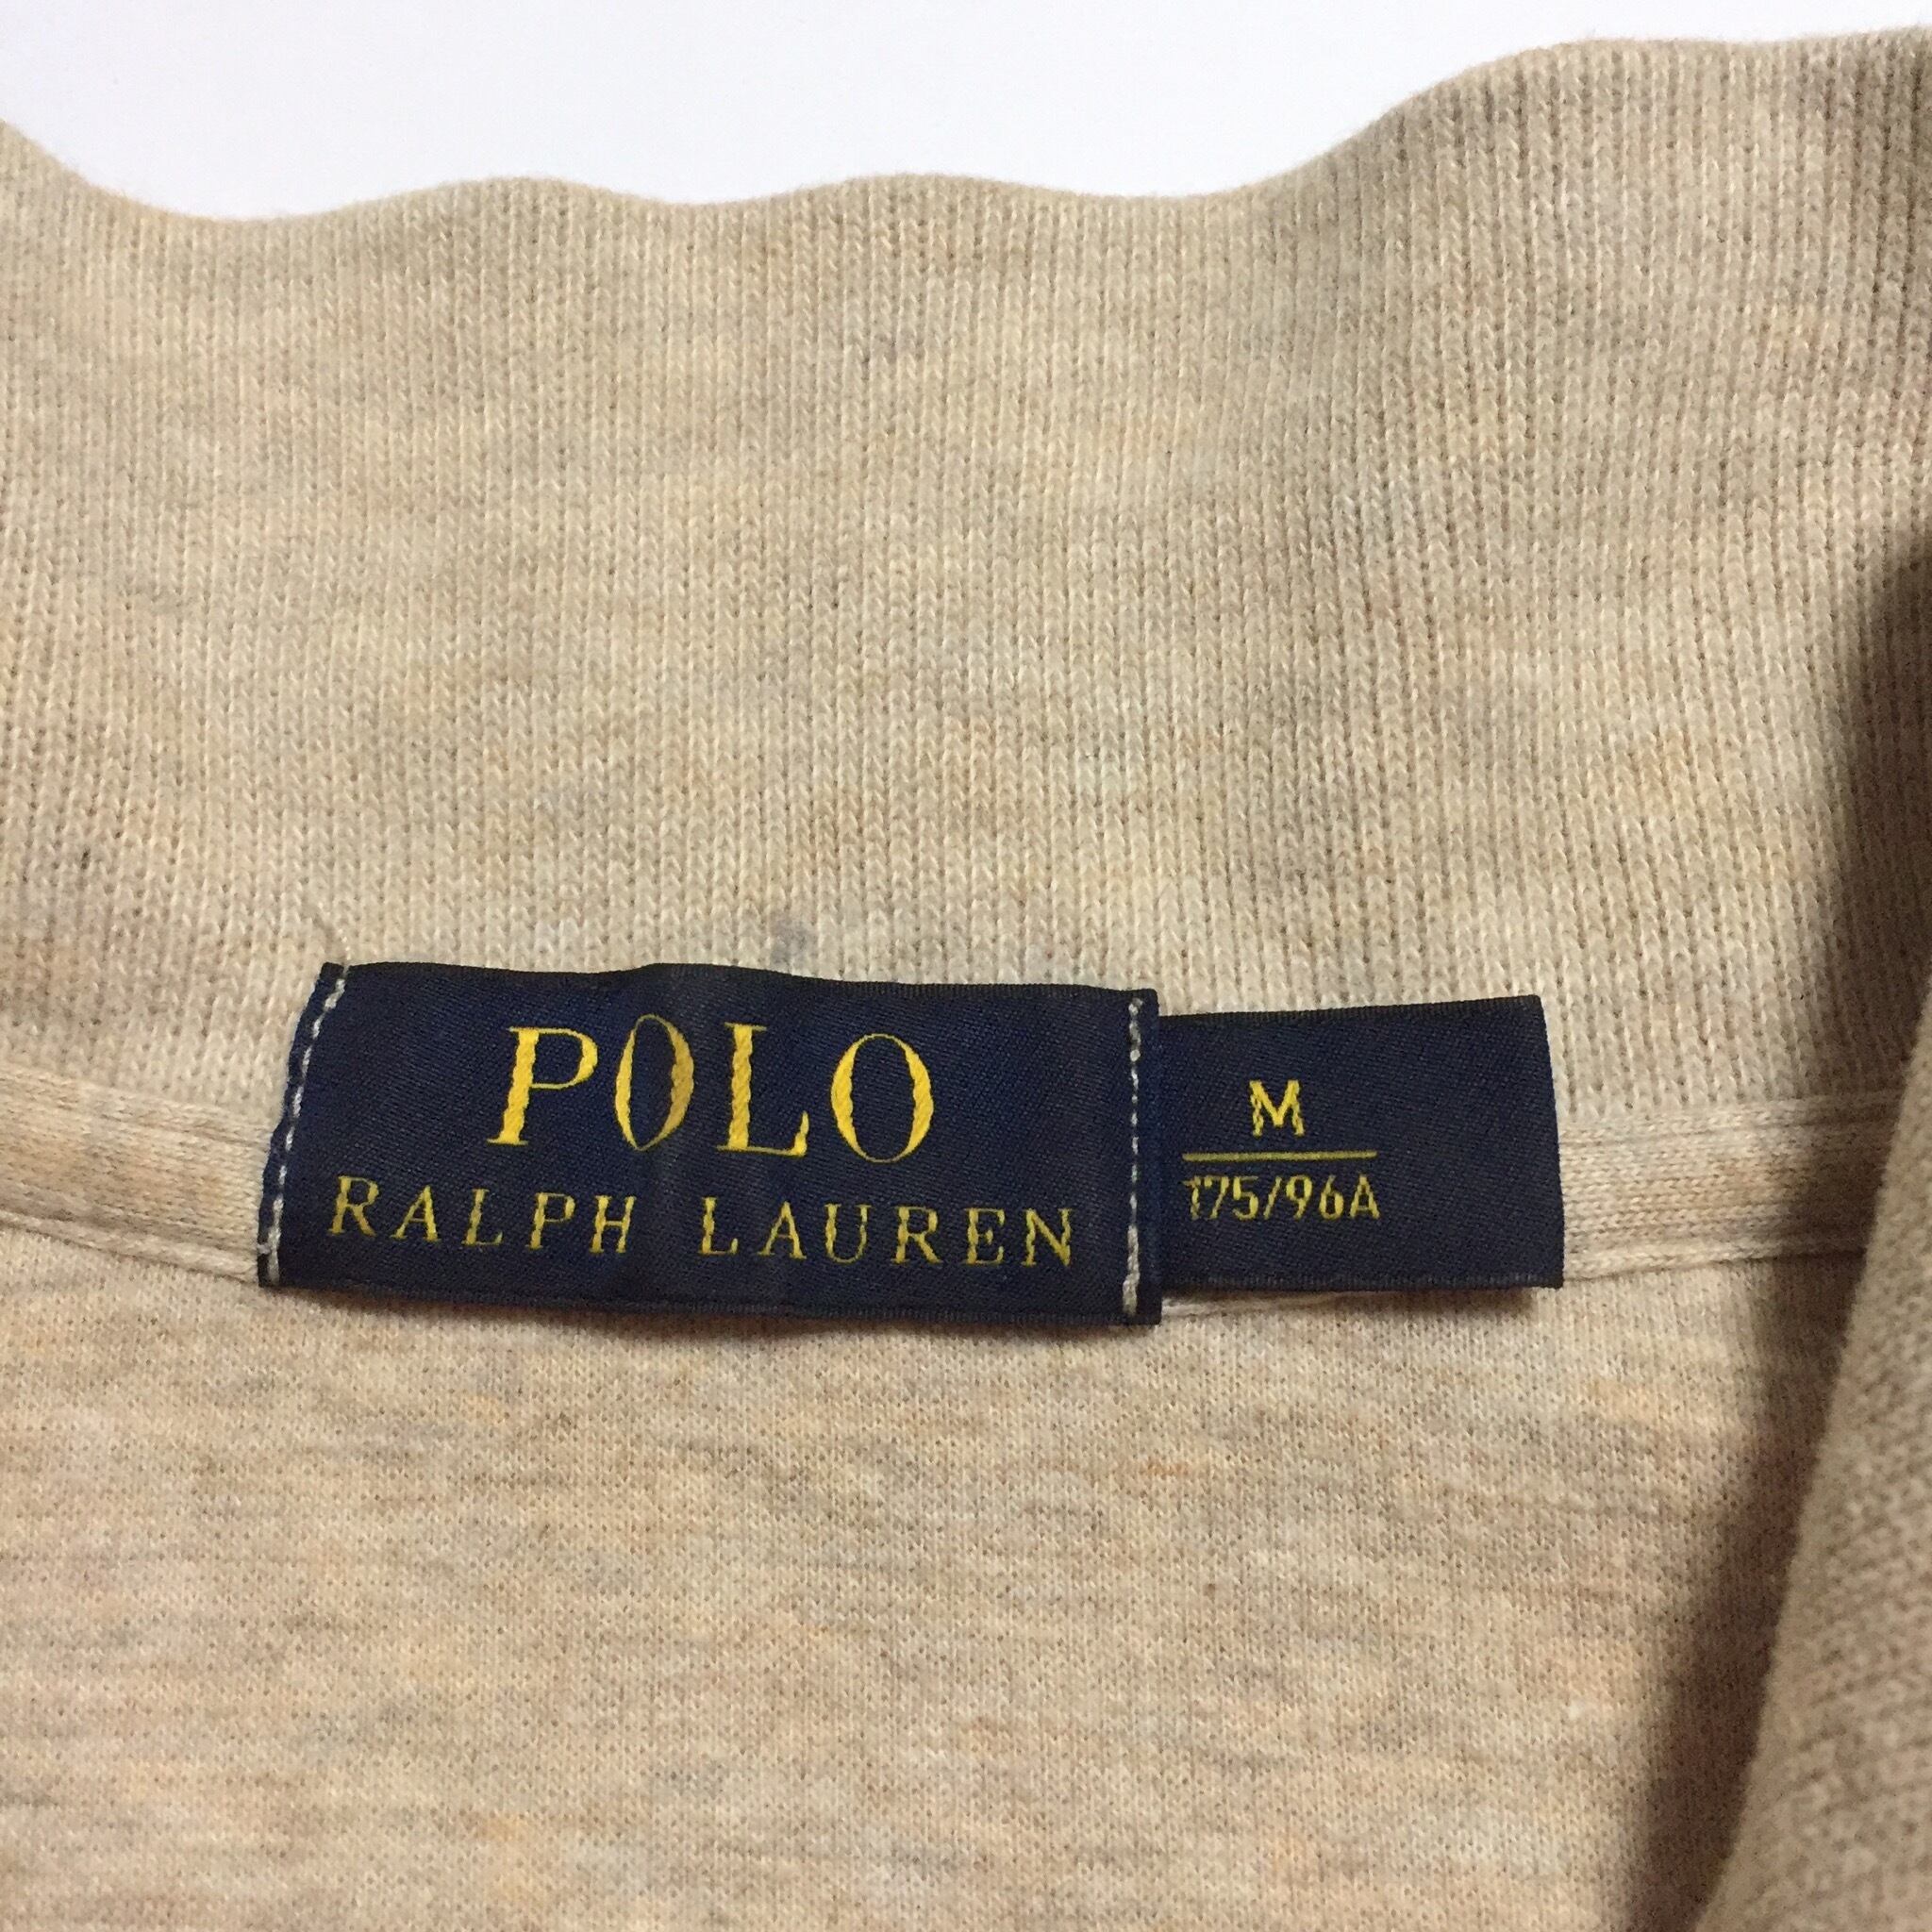 POLO
RALPH LAUREN
M
175/96A